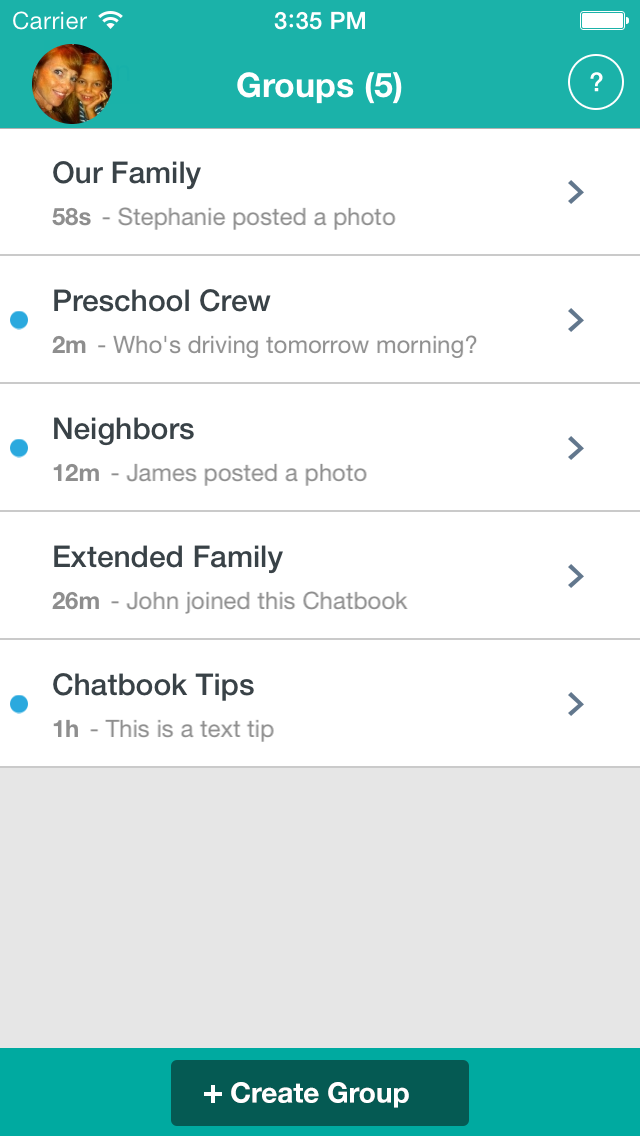 Carrier 3:35 PM
Groups (5)
?
Our Family
58s - Stephanie posted a photo
Preschool Crew
2m - Who's driving tomorrow morning?
Neighbors
12m - James posted a photo
Extended Family
26m - John joined this Chatbook
Chatbook Tips
1h - This is a text tip
+ Create Group